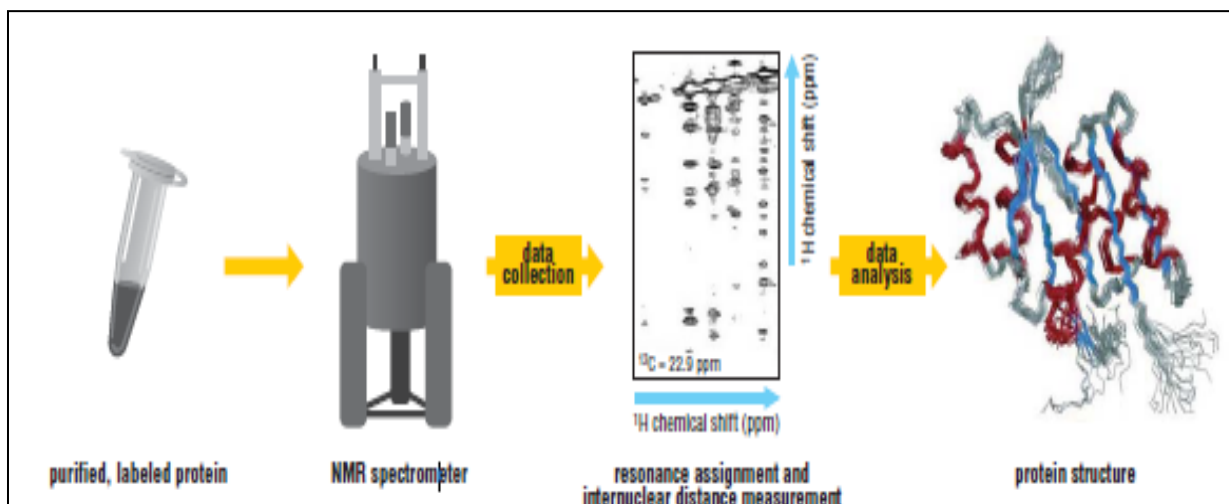 data
collection
data
analysis
¹H chemical shift (ppm)
¹³C = 22.9 ppm
¹H chemical shift (ppm)
purified, labeled protein
NMR spectrometer
resonance assignment and
internuclear distance measurement
protein structure